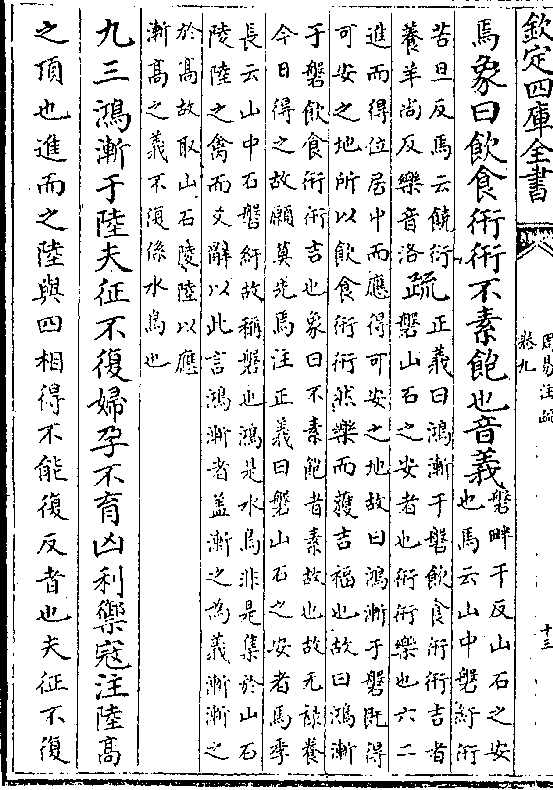 欽定四庫全書
周易注疏
卷九
十三
焉象曰飲食衎衎不素飽也音義磐畔干反山石之安
也馬云山中磐紆衎
苦旦反馬云饒衍
養羊尚反樂音洛疏正義曰鴻漸于磐飲食衎衎吉者
磐山石之安者也衎衎樂也六二
進而得位居中而應得可安之地故曰鴻漸于磐既得
可安之地所以飲食衎衎然樂而獲吉福也故曰鴻漸
于磐飲食衎衎吉也象曰不素飽者素故也故无祿養
今日得之故願莫先焉注正義曰磐山石之安者馬季
長云山中石磐紆故稱磐也鴻是水鳥非是集於山石
陵陸之禽而爻辭以此言鴻漸者蓋漸之為義漸漸之
於高故取山石陵陸以應
漸高之義不復係水鳥也
九三鴻漸于陸夫征不復婦孕不育凶利禦寇注陸高
之頂也進而之陸與四相得不能復反者也夫征不復